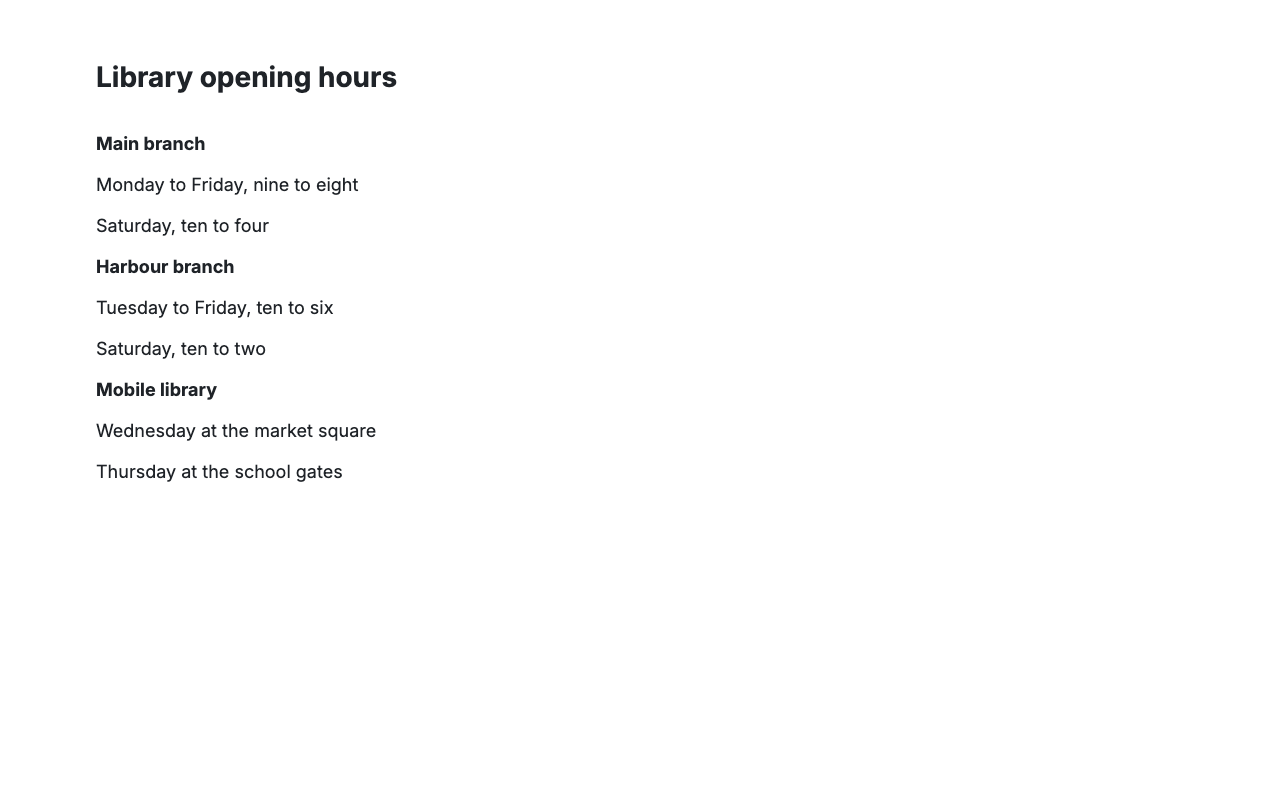 Library opening hours
Main branch
Monday to Friday, nine to eight
Saturday, ten to four
Harbour branch
Tuesday to Friday, ten to six
Saturday, ten to two
Mobile library
Wednesday at the market square
Thursday at the school gates